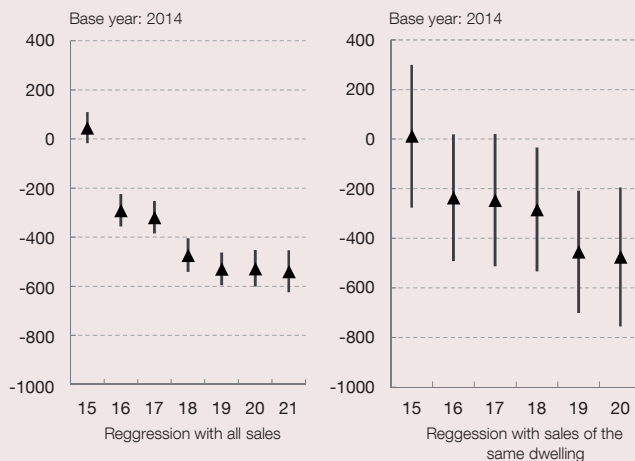 Base year: 2014
400
200
0
-200
-400
-600
-800
-1000
15 16 17 18 19 20 21
Reggression with all sales
Base year: 2014
400
200
0
-200
-400
-600
-800
-1000
15 16 17 18 19 20
Reggession with sales of the
same dwelling